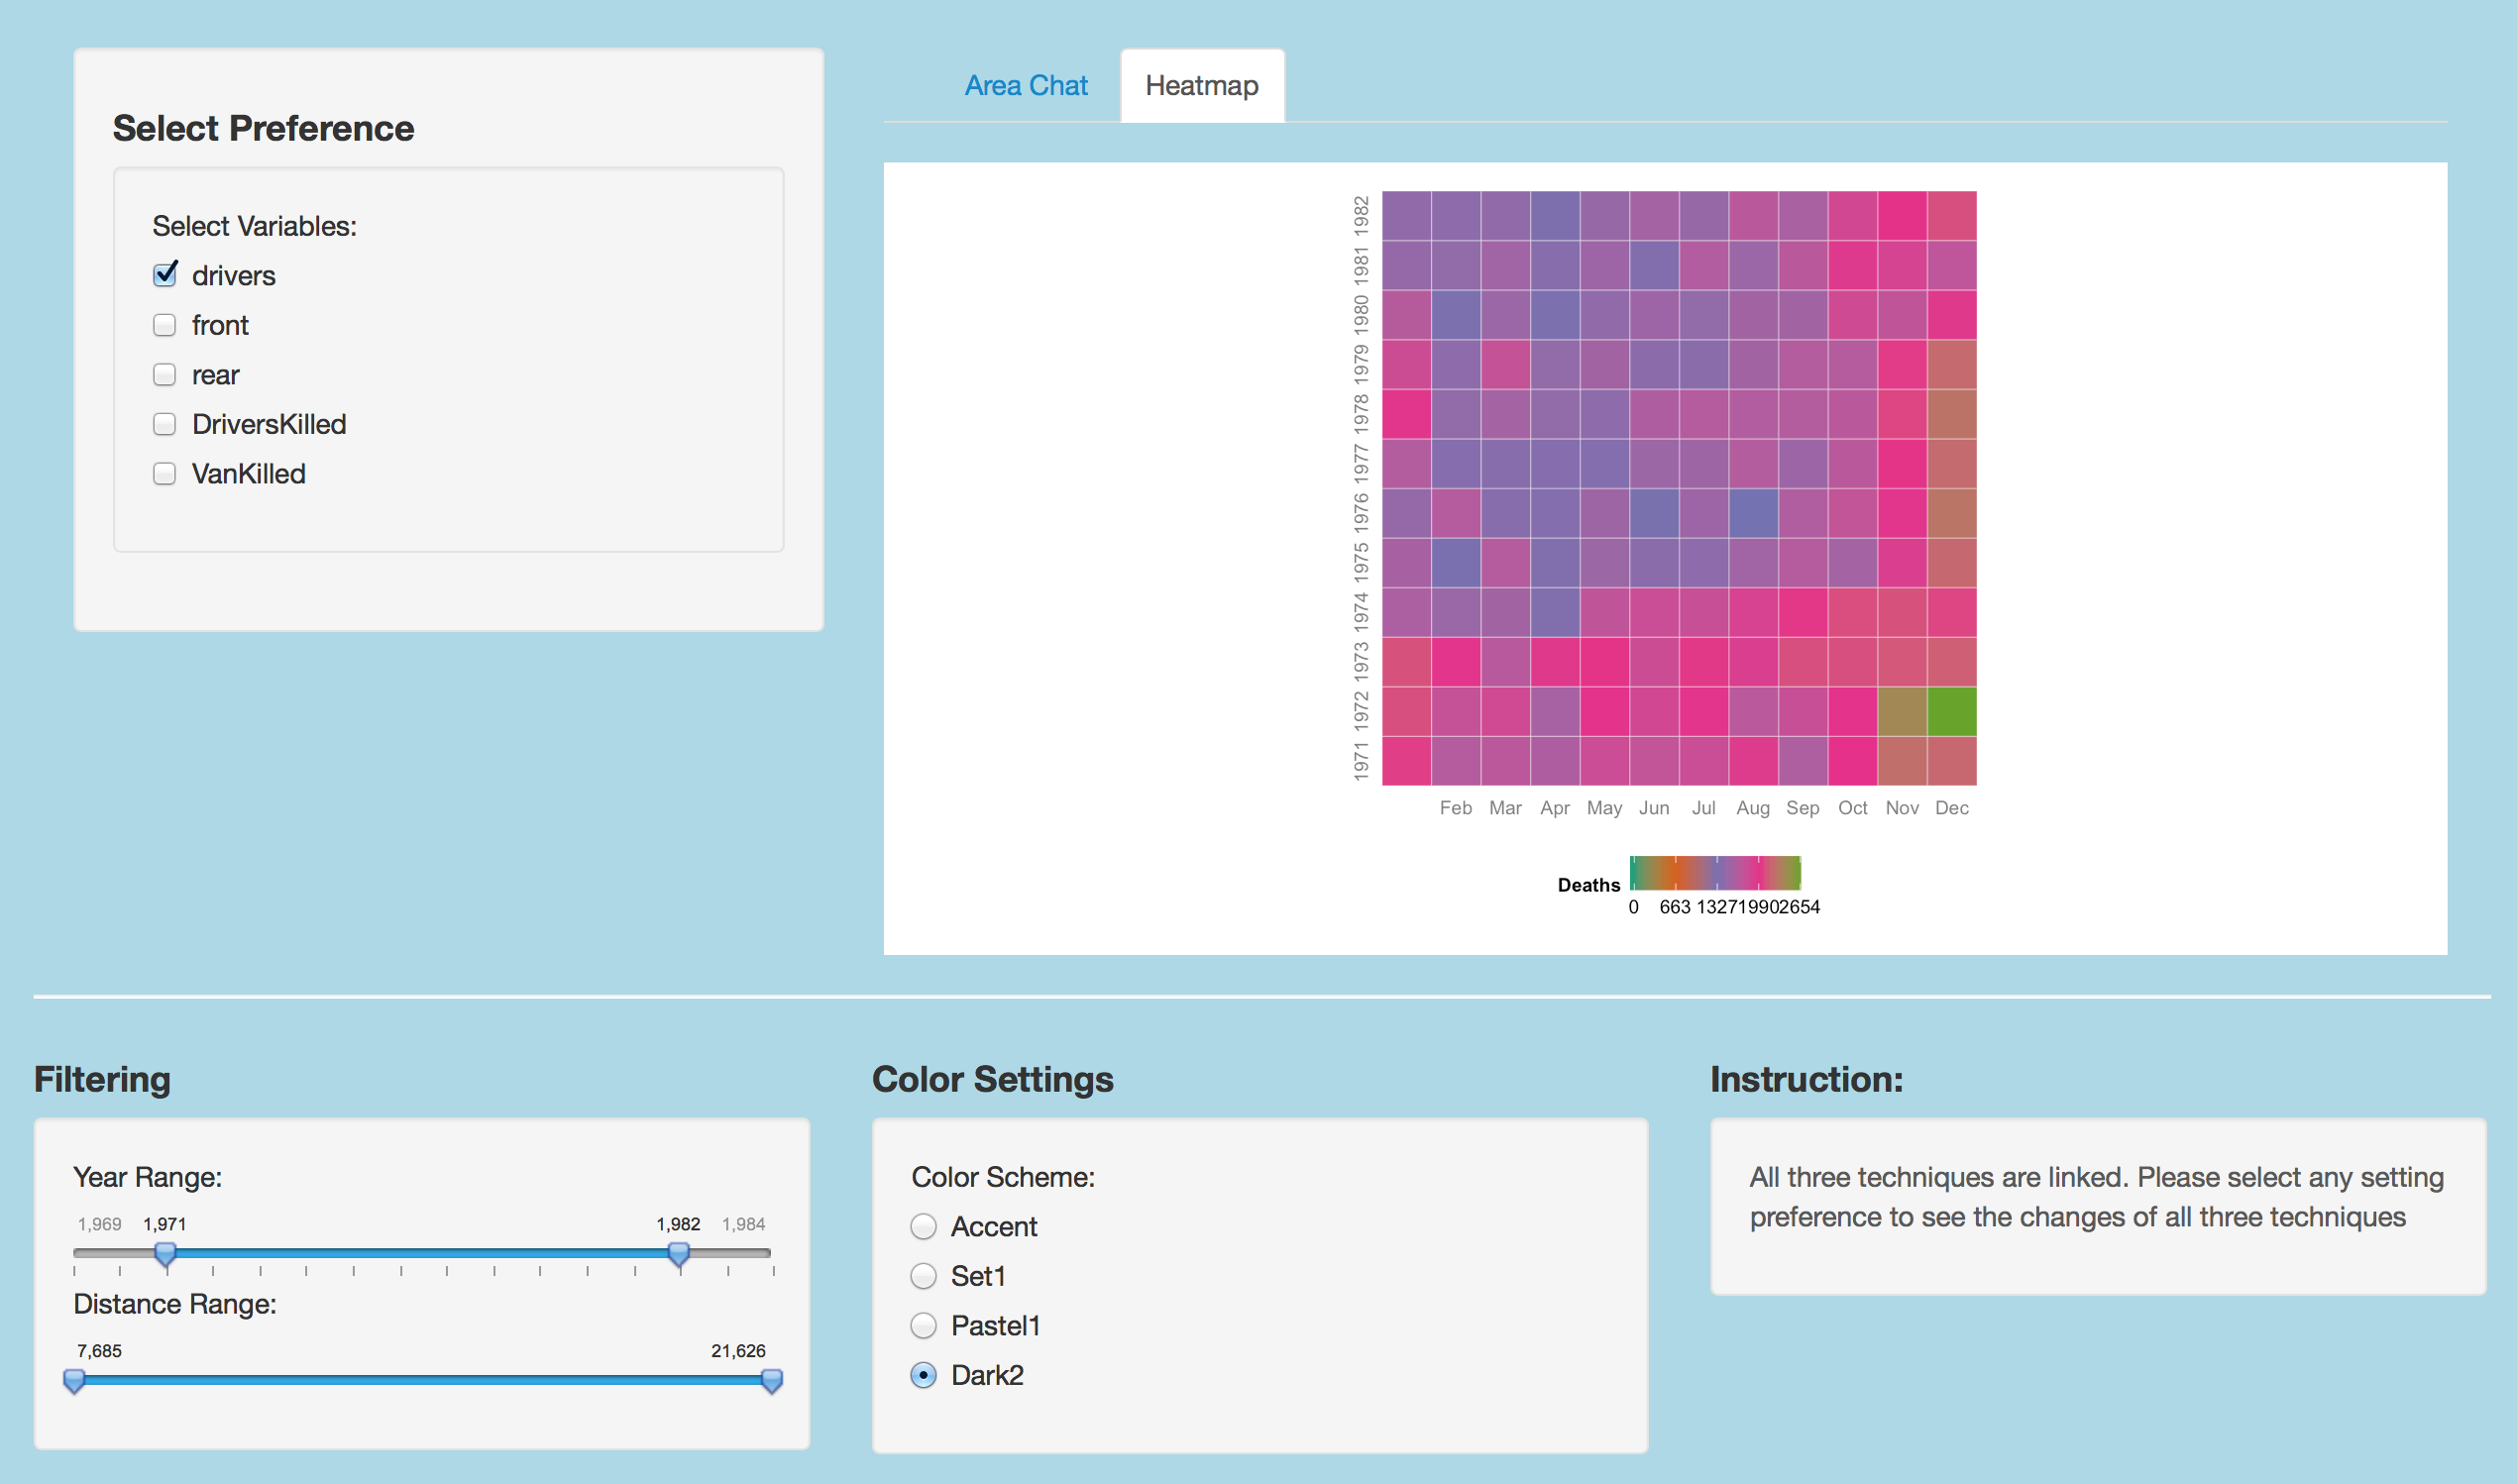 Select Preference
Select Variables:
drivers
front
rear
DriversKilled
VanKilled
Area Chat
Heatmap
1982
1981
1980
1979
1978
1977
1976
1975
1974
1973
1972
1971
Feb Mar Apr May Jun Jul Aug Sep Oct Nov Dec
Deaths
0 663 1327 1990 2654
Filtering
Year Range:
1,969 1,971 1,982 1,984
Distance Range:
7,685 21,626
Color Settings
Color Scheme:
Accent
Set1
Pastel1
Dark2
Instruction:
All three techniques are linked. Please select any setting
preference to see the changes of all three techniques